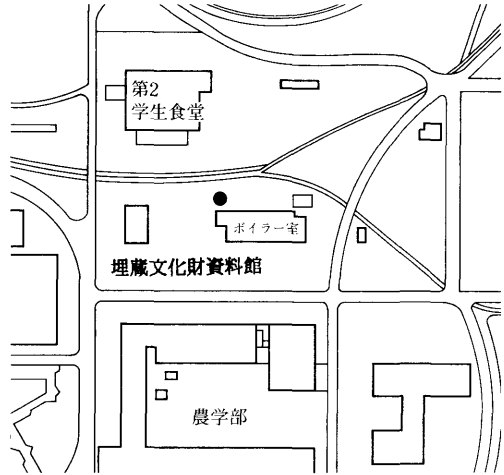 第2
学生食堂
ボイラー室
埋蔵文化財資料館
農学部